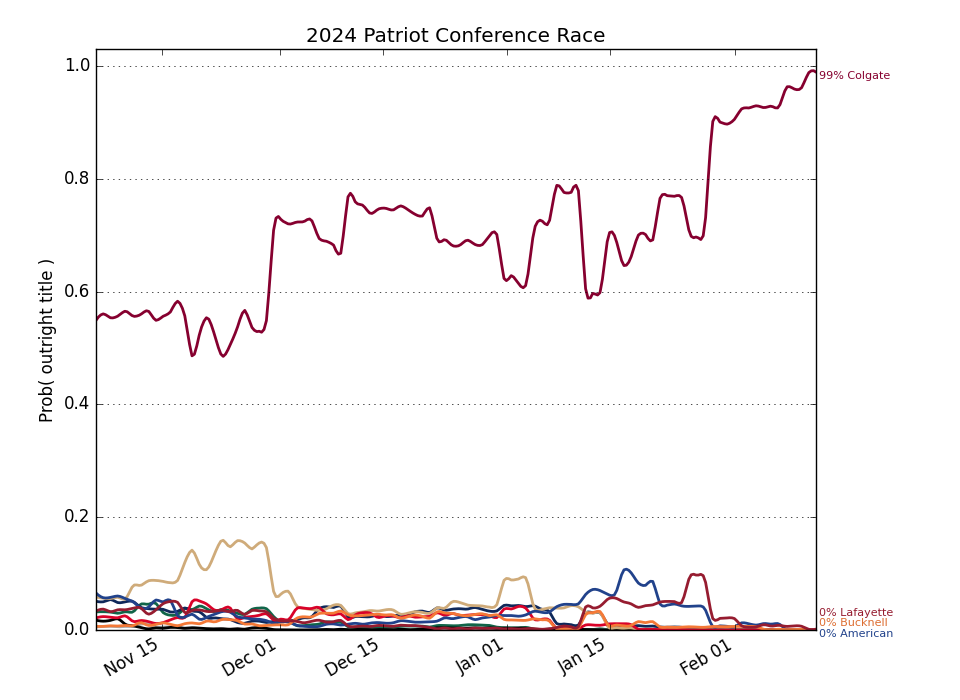 2024 Patriot Conference Race
Prob( outright title )
1.0
0.8
0.6
0.4
0.2
0.0
Nov 15
Dec 01
Dec 15
Jan 01
Jan 15
Feb 01
99% Colgate
0% Lafayette
0% Bucknell
0% American